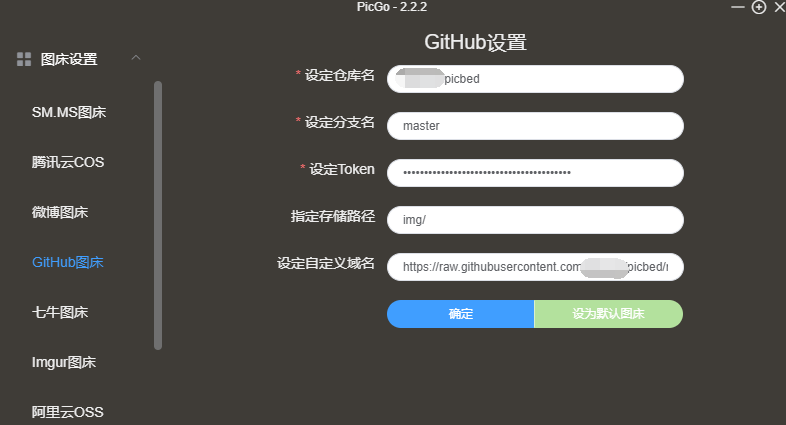 PicGo - 2.2.2
图床设置
SM.MS图床
腾讯云COS
微博图床
GitHub图床
七牛图床
Imgur图床
阿里云OSS
GitHub设置
* 设定仓库名
picbed
* 设定分支名
master
* 设定Token
指定存储路径
img/
设定自定义域名
https://raw.githubusercontent.com picbed/
确定
设为默认图床